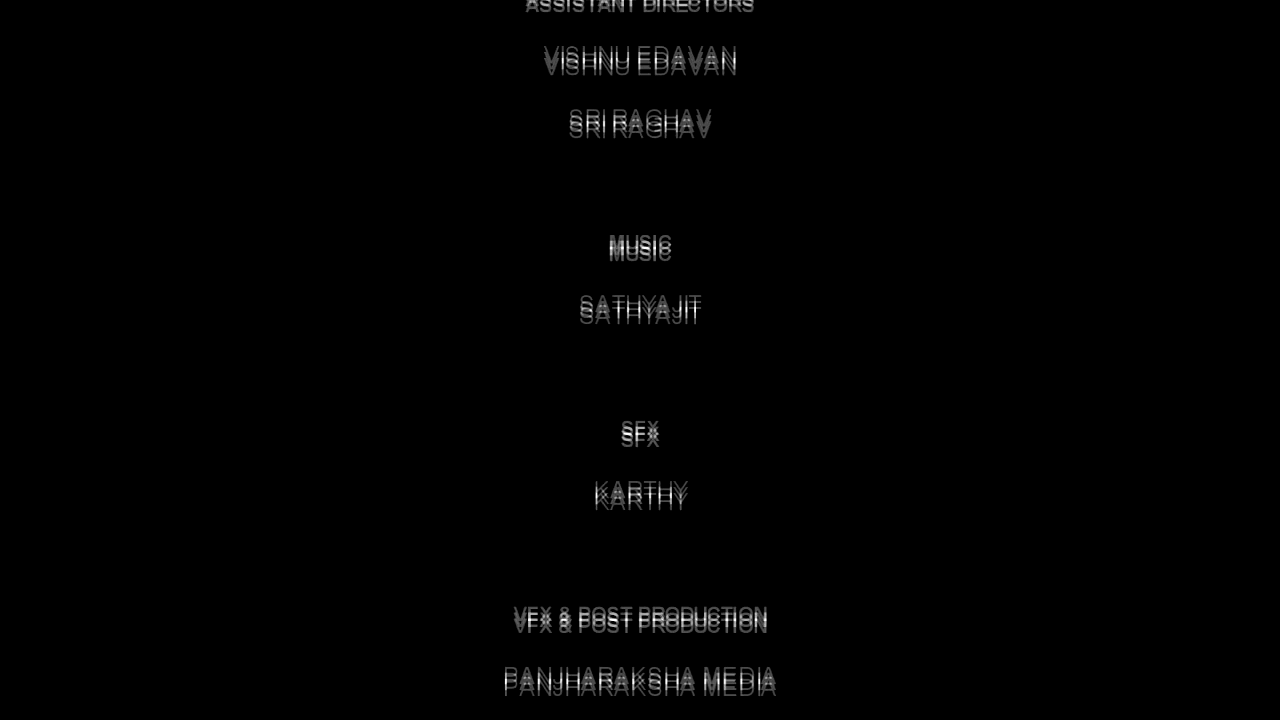 ASSISTANT DIRECTORS
VISHNU EDAVAN
SRI RAGHAV
MUSIC
SATHYAJIT
SFX
KARTHY
VFX & POST PRODUCTION
PANJHARAKSHA MEDIA